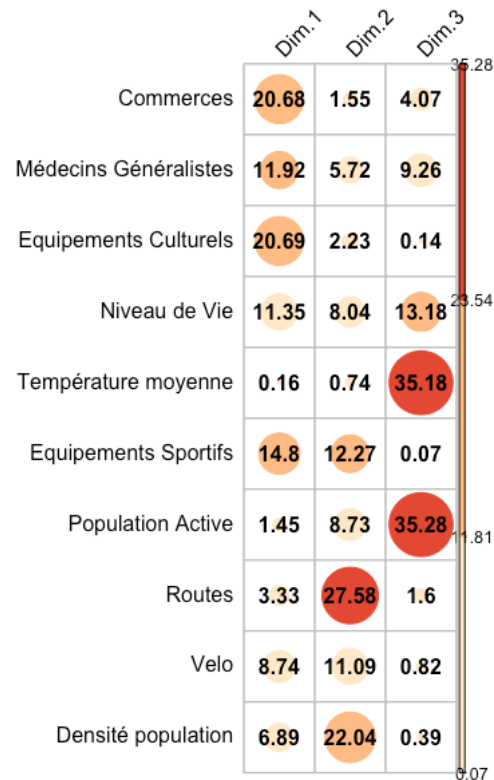 Dim.1 Dim.2 Dim.3
35.28
Commerces 20.68 1.55 4.07
Médecins Généralistes 11.92 5.72 9.26
Equipements Culturels 20.69 2.23 0.14
23.54
Niveau de Vie 11.35 8.04 13.18
Température moyenne 0.16 0.74 35.18
Equipements Sportifs 14.8 12.27 0.07
Population Active 1.45 8.73 35.28
11.81
Routes 3.33 27.58 1.6
Velo 8.74 11.09 0.82
Densité population 6.89 22.04 0.39
0.07